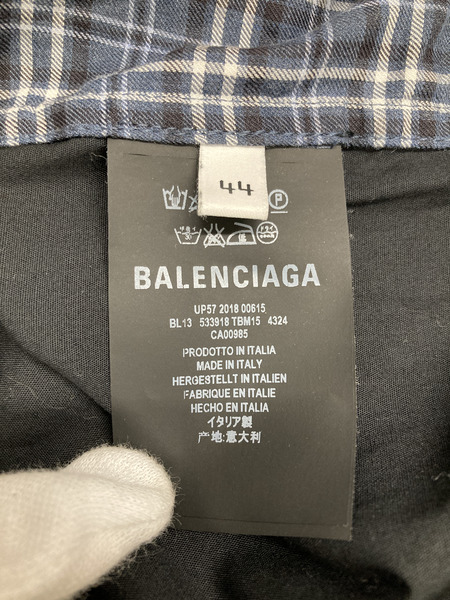 44
P
BALENCIAGA
UP57 2018 00615
BL13 533918 TBM15 4324
CA00985
PRODOTTO IN ITALIA
MADE IN ITALY
HERGESTELLT IN ITALIEN
FABRIQUE EN ITALIE
HECHO EN ITALIA
イタリア製
产地:意大利